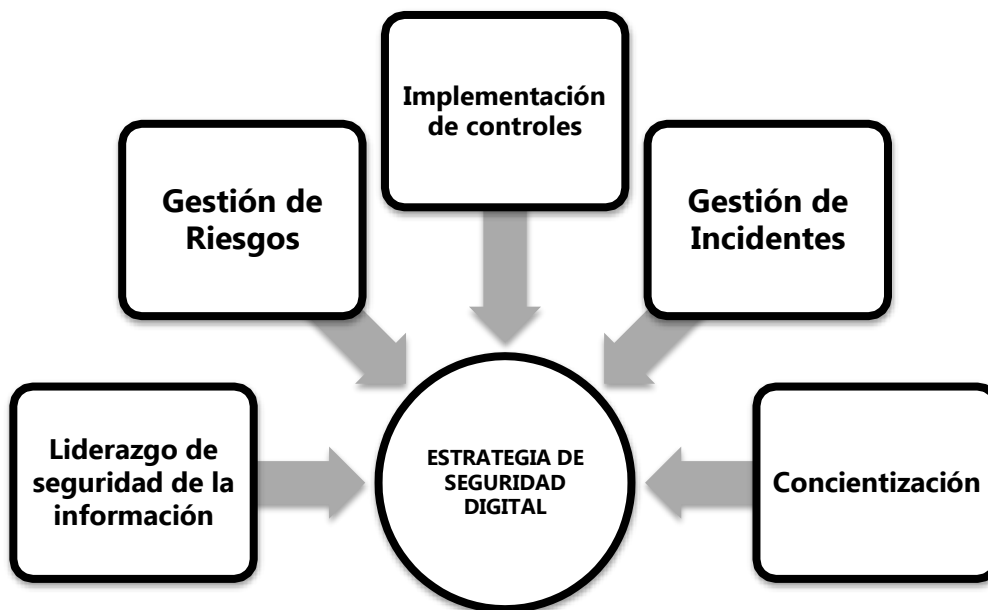 Implementación
de controles
Gestión de
Riesgos
Gestión de
Incidentes
Liderazgo de
seguridad de la
información
ESTRATEGIA DE
SEGURIDAD
DIGITAL
Concientización